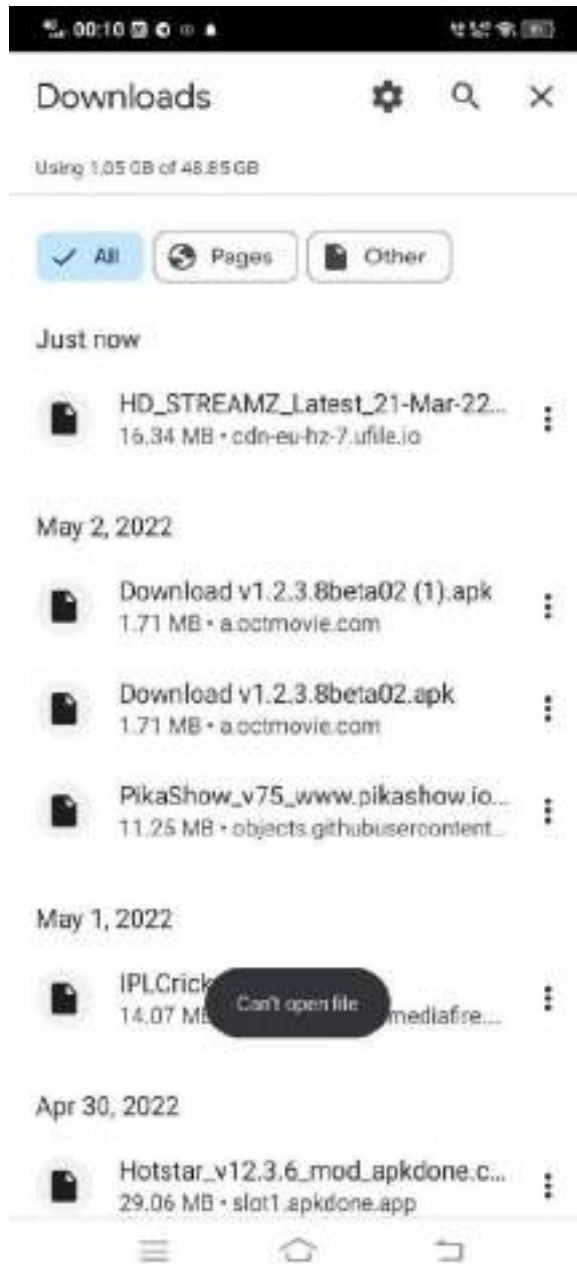 00:10
Downloads
Using 1.05 GB of 48.85 GB
All
Pages
Other
Just now
HD_STREAMZ_Latest_21-Mar-22...
16.34 MB • cdn-eu-hz-7.ufile.io
May 2, 2022
Download v1.2.3.8beta02 (1).apk
1.71 MB • a.octmovie.com
Download v1.2.3.8beta02.apk
1.71 MB • a.octmovie.com
PikaShow_v75_www.pikashow.io...
11.25 MB • objects.githubusercontent...
May 1, 2022
IPLCrick
14.07 MB
mediafire...
Can't open file
Apr 30, 2022
Hotstar_v12.3.6_mod_apkdone.c...
29.06 MB • slot1.apkdone.app